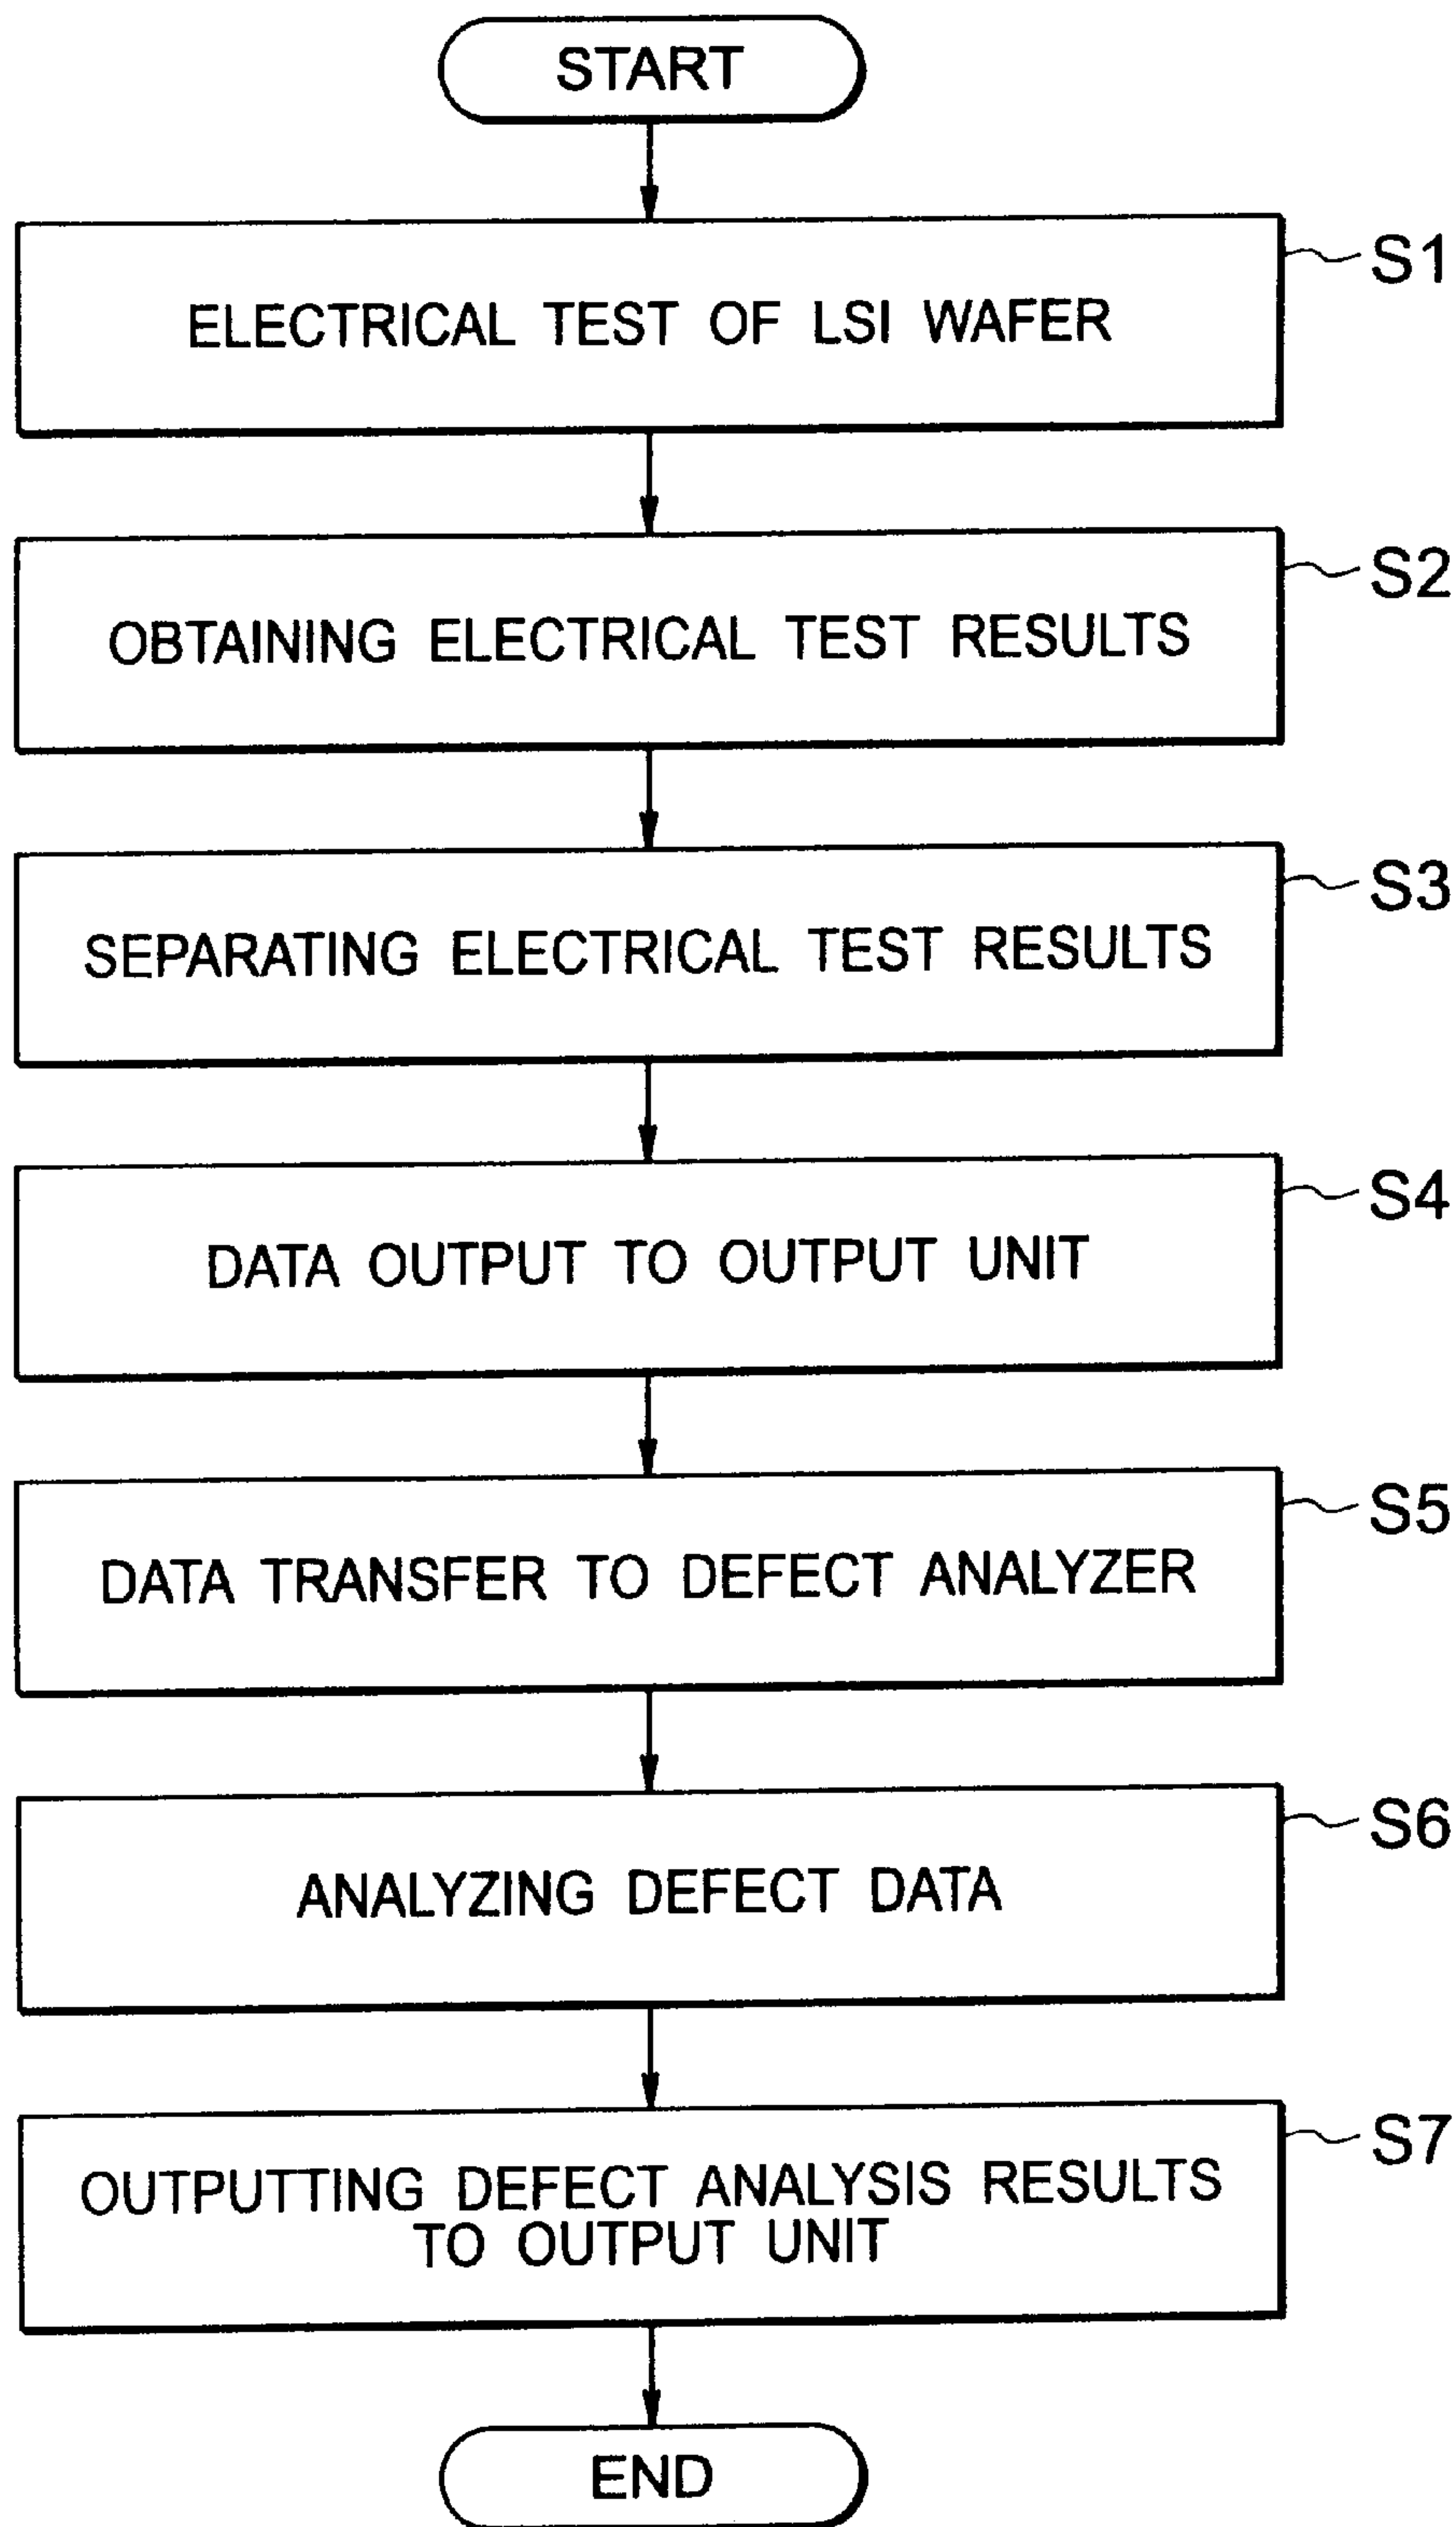 START
ELECTRICAL TEST OF LSI WAFER
S1
OBTAINING ELECTRICAL TEST RESULTS
S2
SEPARATING ELECTRICAL TEST RESULTS
S3
DATA OUTPUT TO OUTPUT UNIT
S4
DATA TRANSFER TO DEFECT ANALYZER
S5
ANALYZING DEFECT DATA
S6
OUTPUTTING DEFECT ANALYSIS RESULTS
TO OUTPUT UNIT
S7
END